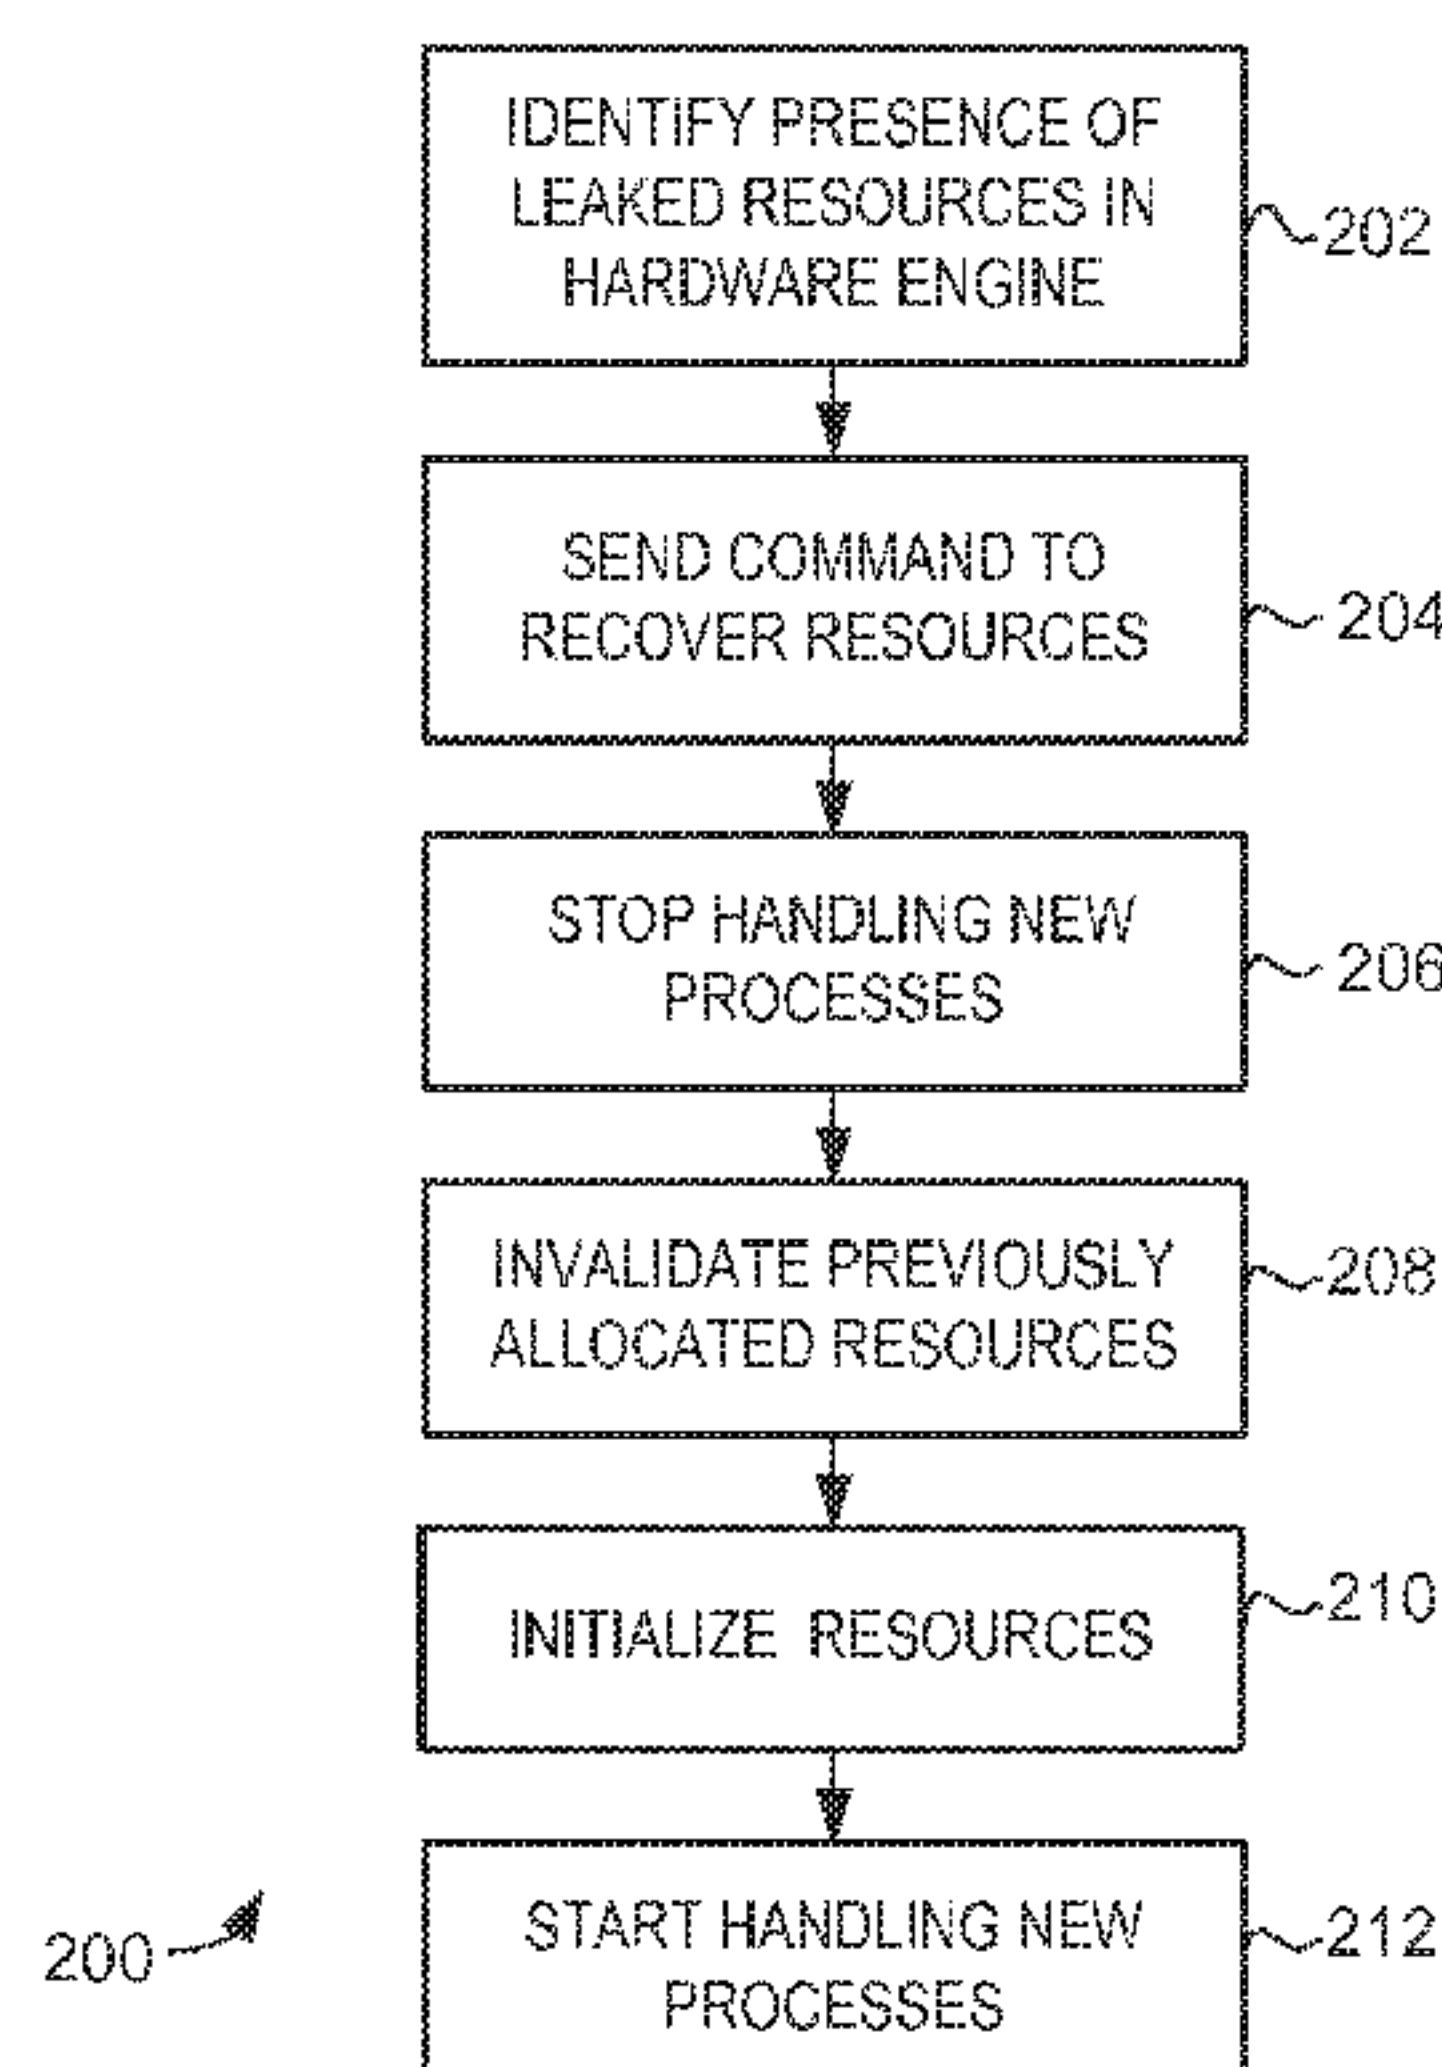 IDENTIFY PRESENCE OF
LEAKED RESOURCES IN
HARDWARE ENGINE
202
SEND COMMAND TO
RECOVER RESOURCES
204
STOP HANDLING NEW
PROCESSES
206
INVALIDATE PREVIOUSLY
ALLOCATED RESOURCES
208
INITIALIZE RESOURCES
210
START HANDLING NEW
PROCESSES
212
200